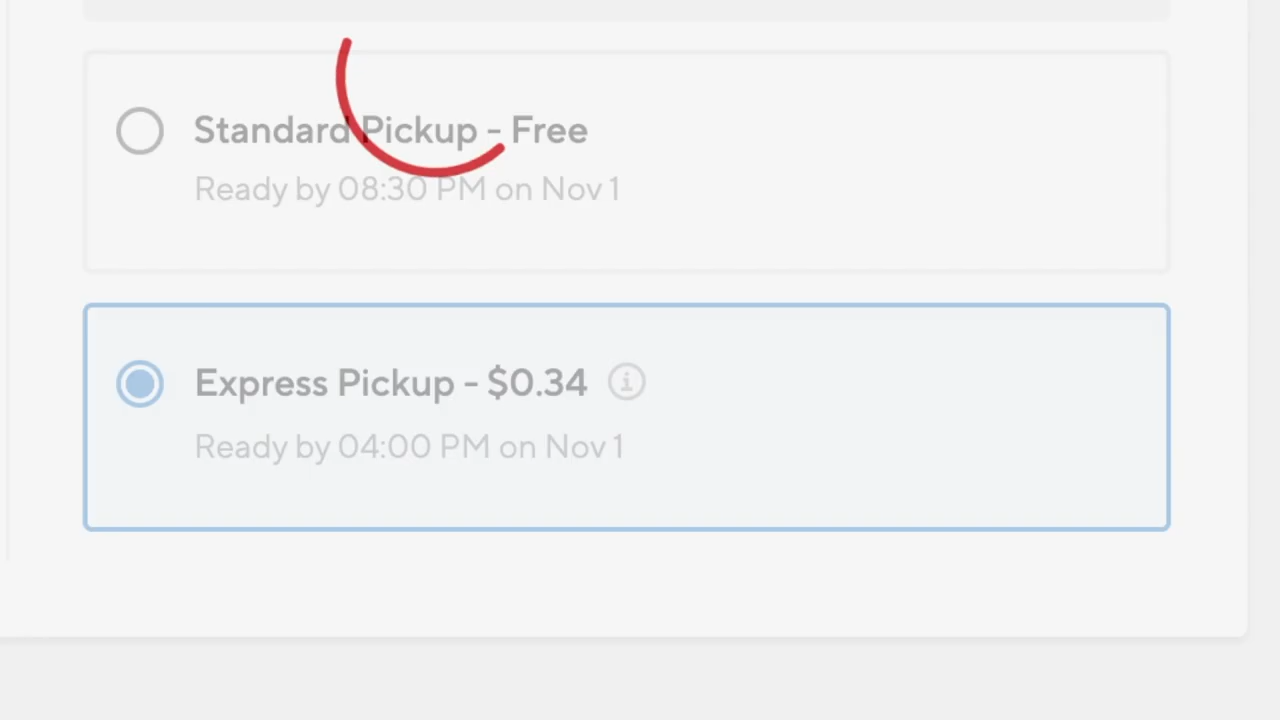 Standard Pickup - Free
Ready by 08:30 PM on Nov 1
Express Pickup - $0.34
Ready by 04:00 PM on Nov 1